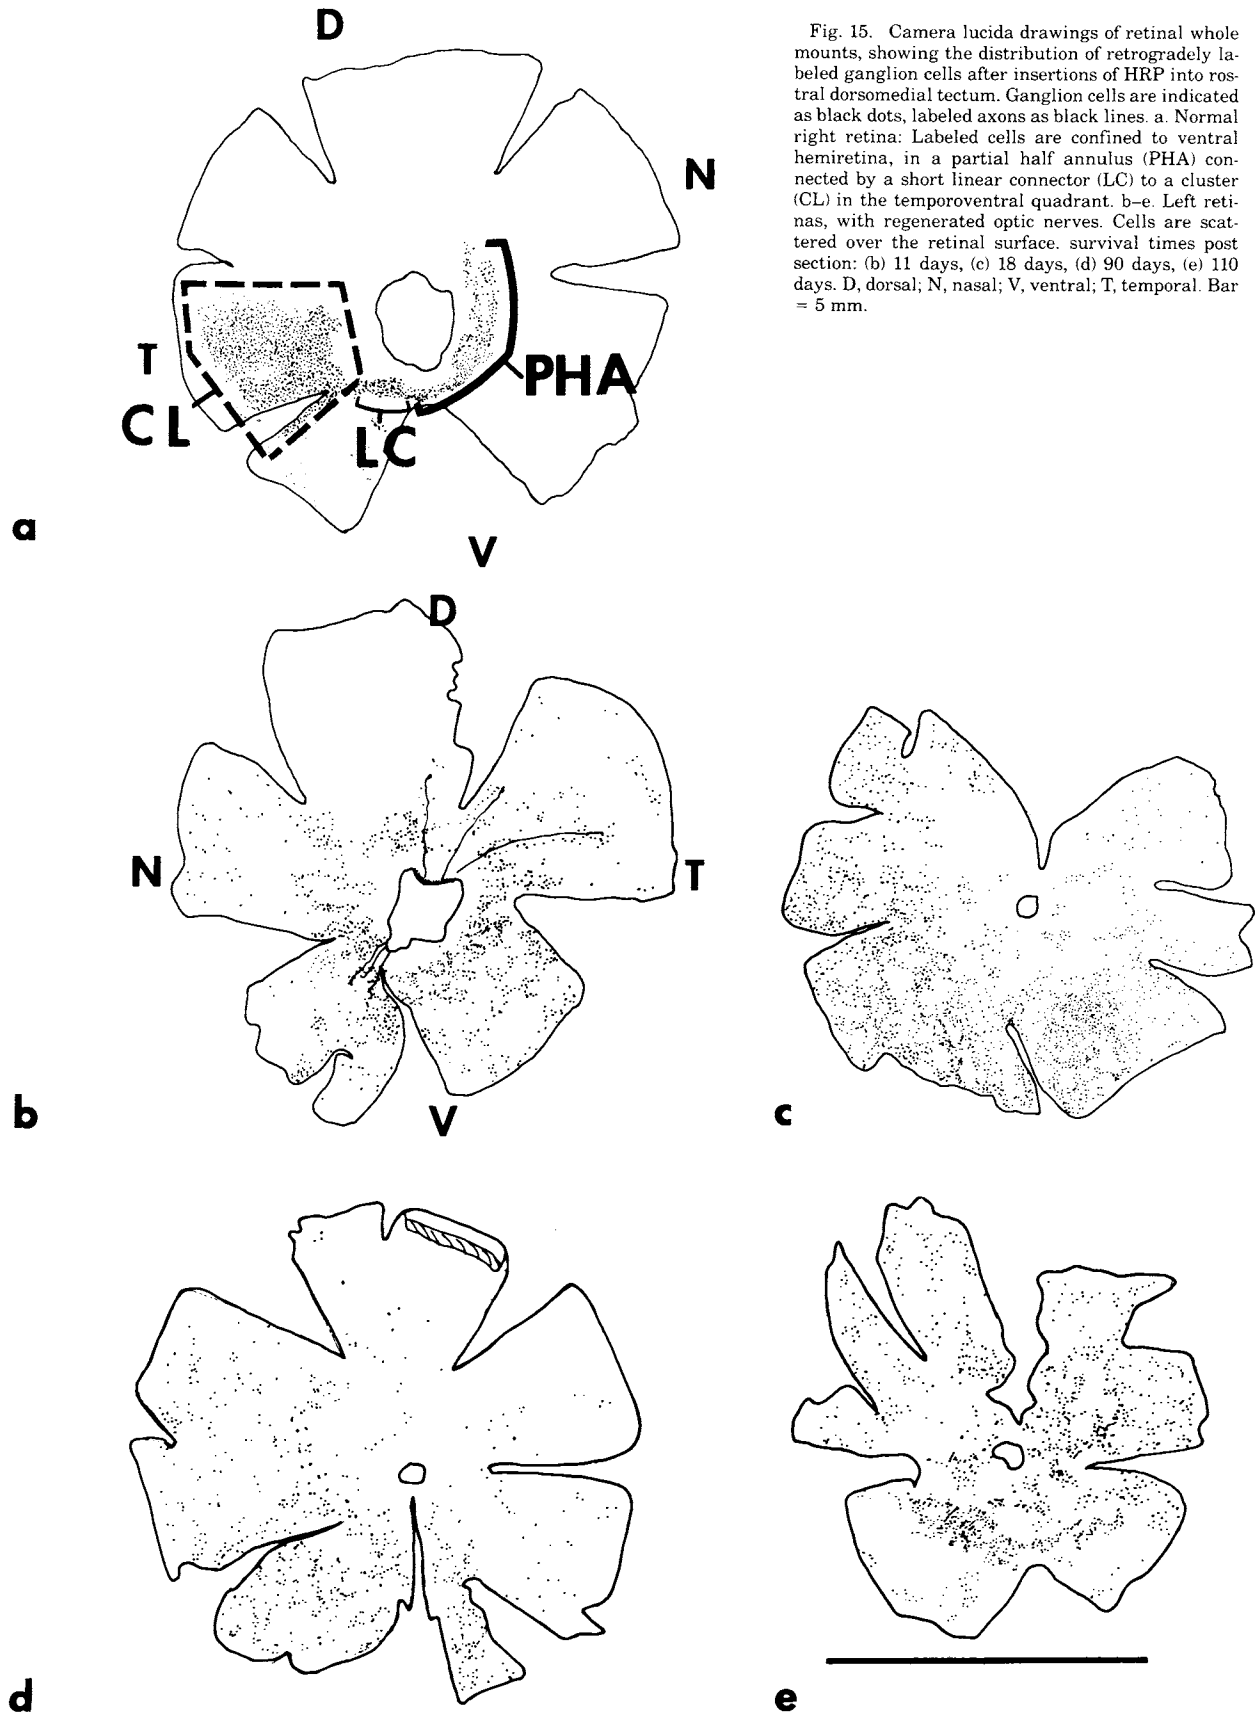 D
Fig. 15. Camera lucida drawings of retinal whole
mounts, showing the distribution of retrogradely la-
beled ganglion cells after insertions of HRP into ros-
tral dorsomedial tectum. Ganglion cells are indicated
as black dots, labeled axons as black lines. a. Normal
right retina: Labeled cells are confined to ventral
hemiretina, in a partial half annulus (PHA) con-
nected by a short linear connector (LC) to a cluster
(CL) in the temporoventral quadrant. b–e. Left reti-
nas, with regenerated optic nerves. Cells are scat-
tered over the retinal surface. survival times post
section: (b) 11 days, (c) 18 days, (d) 90 days, (e) 110
days. D, dorsal; N, nasal; V, ventral; T, temporal. Bar
= 5 mm.
N
T
PHA
CL
LC
a
V
D
N
T
b
V
c
d
e